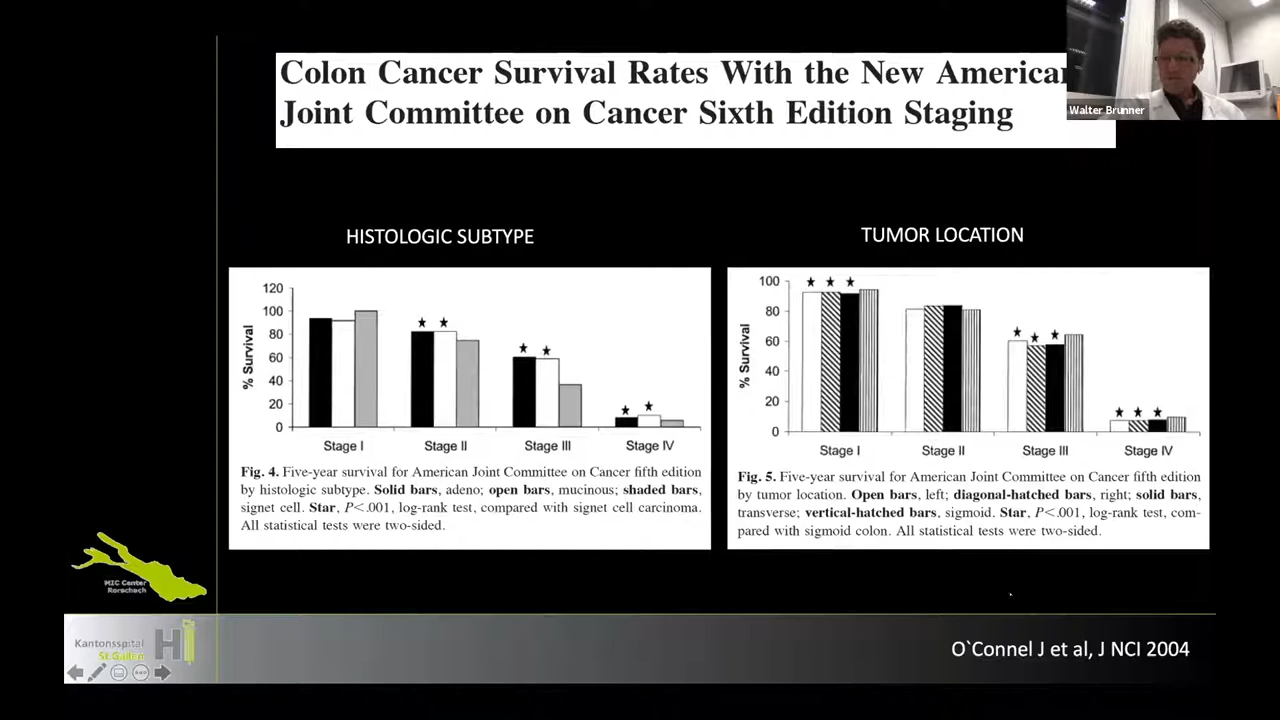 Colon Cancer Survival Rates With the New American
Joint Committee on Cancer Sixth Edition Staging
Walter Brunner
HISTOLOGIC SUBTYPE
120
100
80
60
40
20
0
% Survival
Stage I
Stage II
Stage III
Stage IV
Fig. 4. Five-year survival for American Joint Committee on Cancer fifth edition
by histologic subtype. Solid bars, adeno; open bars, mucinous; shaded bars,
signet cell. Star, P<.001, log-rank test, compared with signet cell carcinoma.
All statistical tests were two-sided.
TUMOR LOCATION
100
80
60
40
20
0
% Survival
Stage I
Stage II
Stage III
Stage IV
Fig. 5. Five-year survival for American Joint Committee on Cancer fifth edition
by tumor location. Open bars, left; diagonal-hatched bars, right; solid bars,
transverse; vertical-hatched bars, sigmoid. Star, P<.001, log-rank test, com-
pared with sigmoid colon. All statistical tests were two-sided.
MIC Center
Rorschach
Kantonsspital
St.Gallen
O`Connel J et al, J NCI 2004